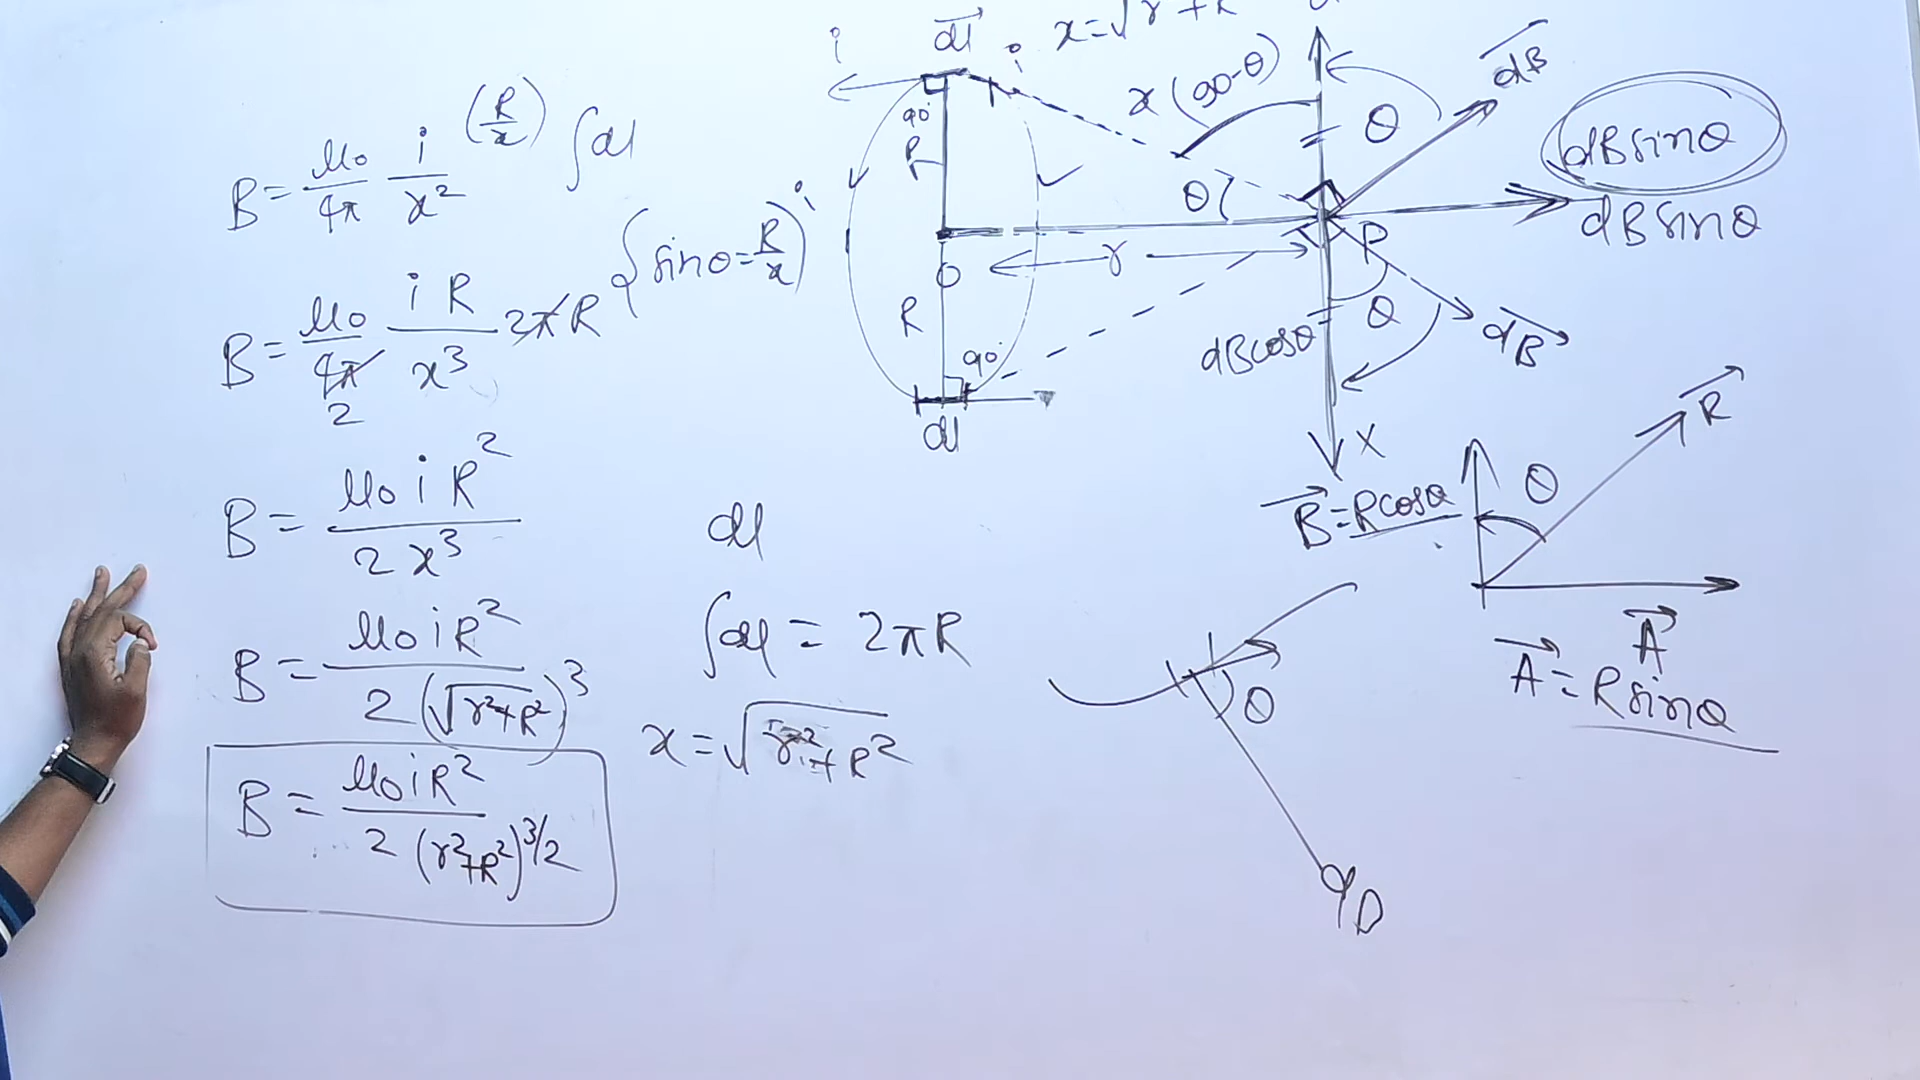 B = μ₀/4π i/x² (R/x) ∫dl
B = μ₀/4π i R/x³ 2πR
2
{ sinθ = R/x )
B = μ₀ i R²/2 x³
B = μ₀ i R²/2 (√r²+R²)³
B = μ₀ i R²/2 (r²+R²)^3/2
dl
∫dl = 2πR
x = √r²+R²
x = √r²+R²
i
dl
i
i
90°
R
O
R
90°
dl
x (90-θ)
θ
r
θ
dB
dB sinθ
dB sinθ
P
θ
dB cosθ
dB
X
R
θ
B = R cosθ
A
A = R sinθ
θ
P